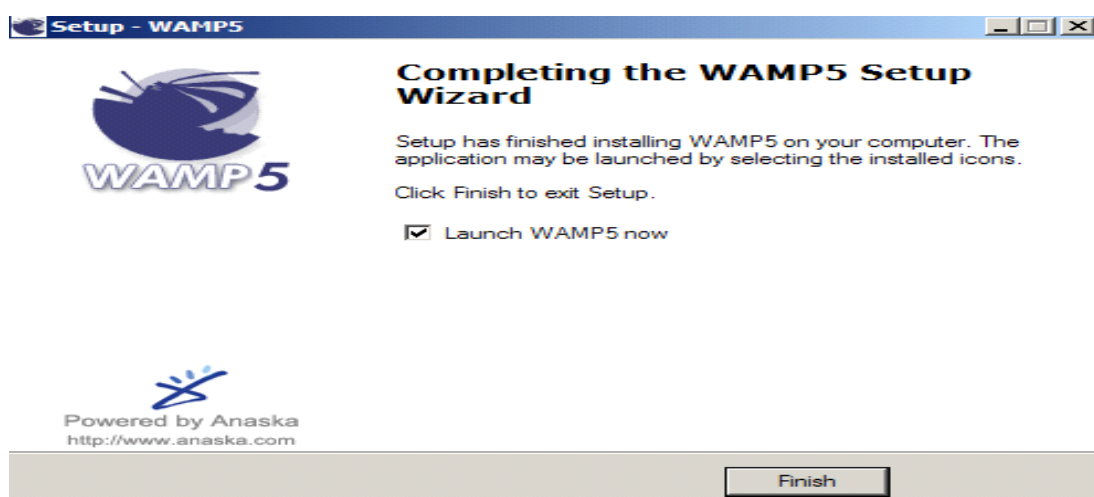 Setup - WAMP5
Completing the WAMP5 Setup
Wizard
Setup has finished installing WAMP5 on your computer. The
application may be launched by selecting the installed icons.
Click Finish to exit Setup.
Launch WAMP5 now
WAMP5
Powered by Anaska
http://www.anaska.com
Finish